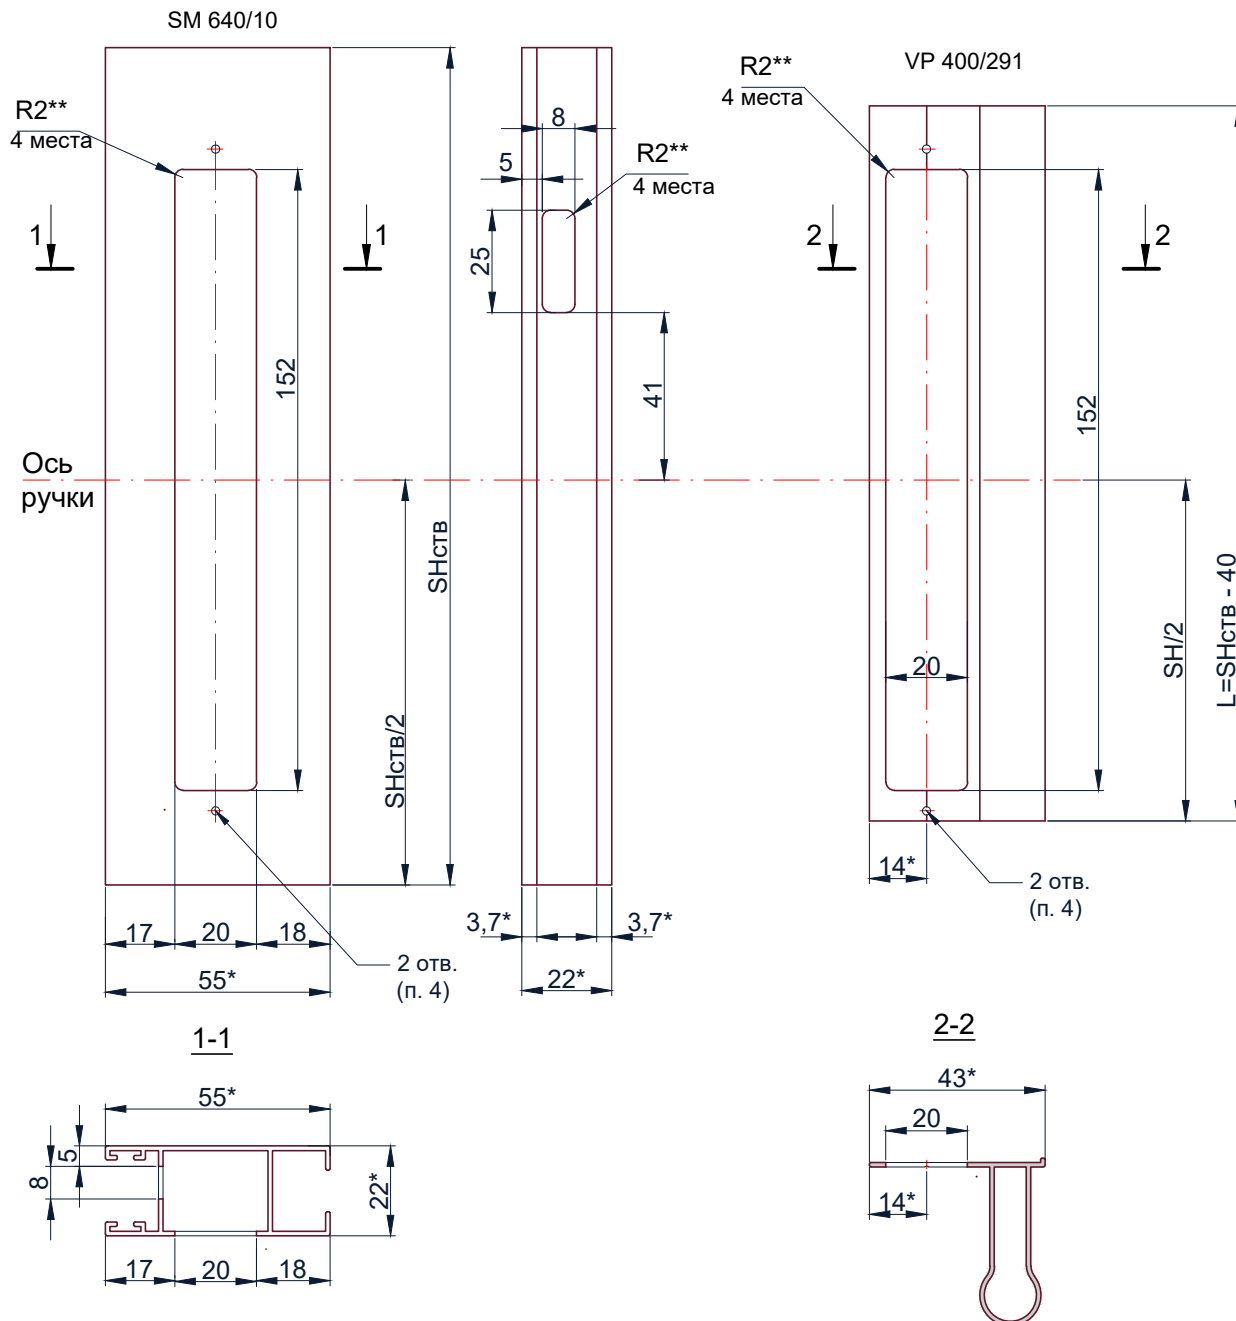 SM 640/10
VP 400/291
R2**
4 места
R2**
4 места
8
5
R2**
4 места
1
1
2
2
25
152
41
152
Ось
ручки
SHств
SHств/2
20
SH/2
L=SHств - 40
14*
2 отв.
(п. 4)
17
20
18
3,7*
3,7*
2 отв.
(п. 4)
55*
22*
1-1
2-2
55*
43*
20
5
8
22*
14*
17
20
18